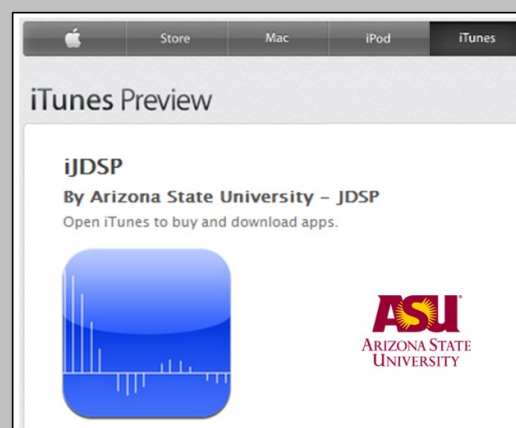 Store Mac iPod iTunes
iTunes Preview
iJDSP
By Arizona State University – JDSP
Open iTunes to buy and download apps.
ASU
ARIZONA STATE
UNIVERSITY